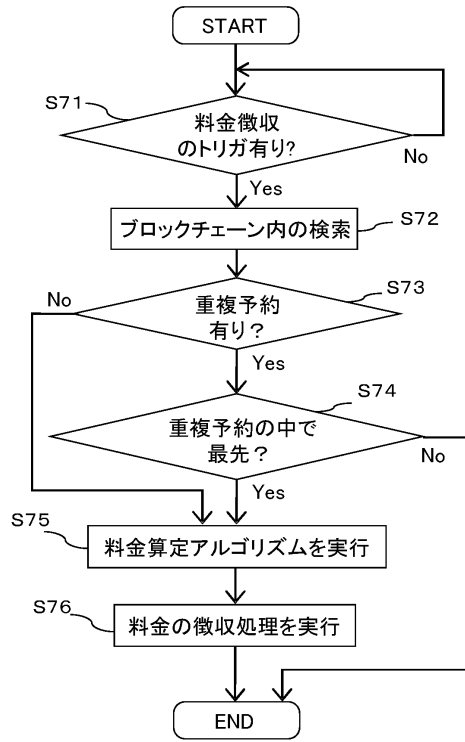 START
S71
料金徴収
のトリガ有り?
No
Yes
ブロックチェーン内の検索
S72
No
重複予約
有り？
S73
Yes
S74
重複予約の中で
最先？
No
Yes
S75
料金算定アルゴリズムを実行
S76
料金の徴収処理を実行
END